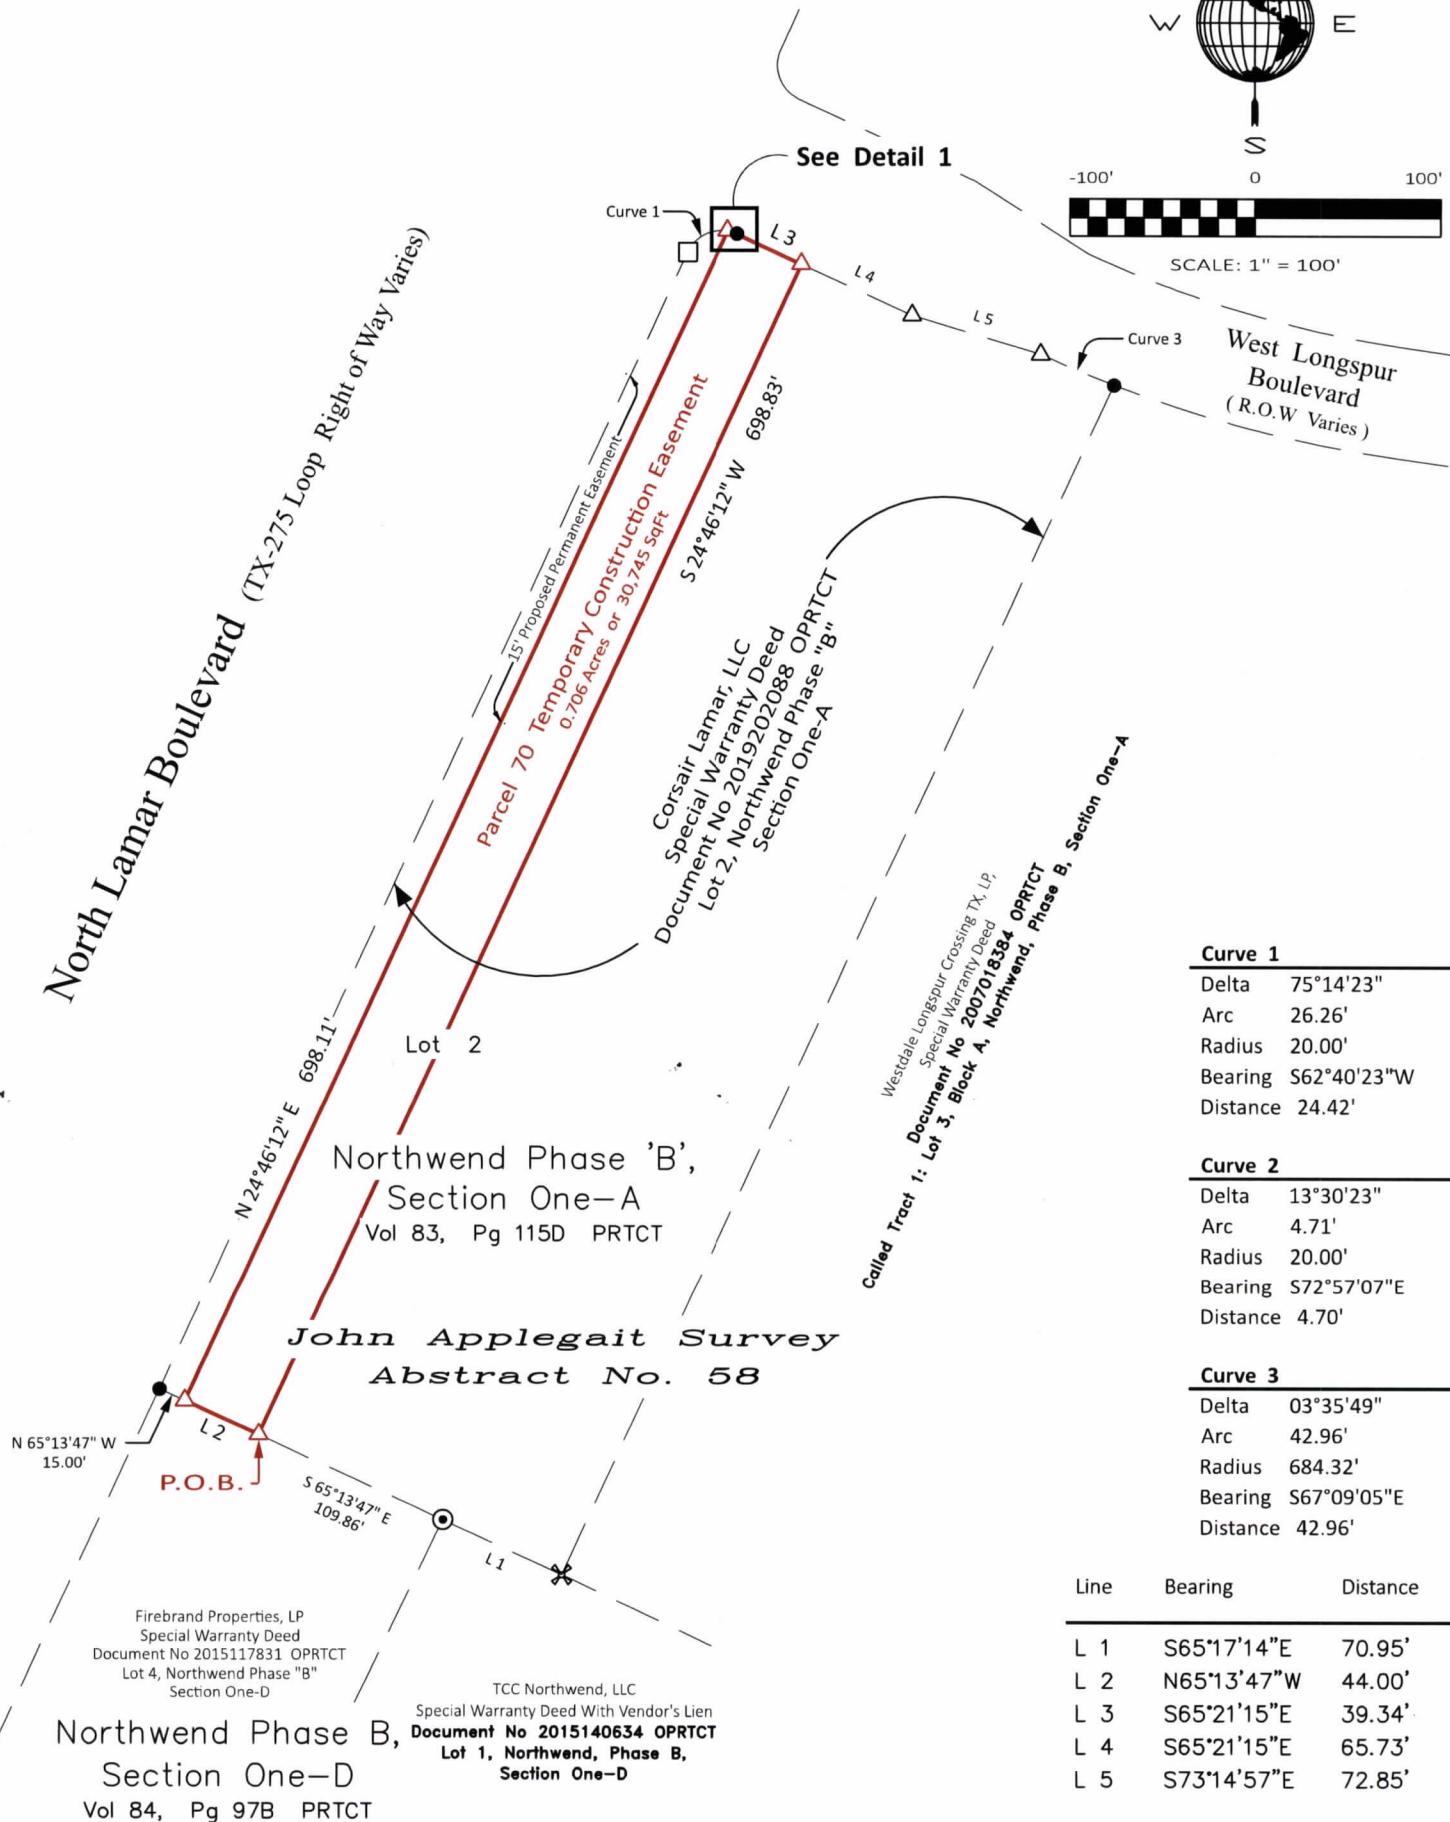 W
E
S
-100'
0
100'
SCALE: 1" = 100'
See Detail 1
Curve 1
L3
L4
L5
Curve 3
West Longspur
Boulevard
( R.O.W Varies )
North Lamar Boulevard (TX-275 Loop Right of Way Varies)
15' Proposed Permanent Easement
Parcel 70 Temporary Construction Easement
0.706 Acres or 30,745 SqFt
S 24°46'12" W 698.83'
Corsair Lamar, LLC
Special Warranty Deed
Document No 2019202088 OPRTCT
Lot 2, Northwend Phase "B"
Section One-A
Westdale Longspur Crossing TX, LP,
Special Warranty Deed
Document No 2007018384 OPRTCT
Called Tract 1: Lot 3, Block A, Northwend, Phase B, Section One-A
N 24°46'12" E 698.11'
Lot 2
Northwend Phase 'B',
Section One-A
Vol 83, Pg 115D PRTCT
John Applegait Survey
Abstract No. 58
N 65°13'47" W
15.00'
L2
P.O.B.
S 65°13'47" E
109.86'
L1
Firebrand Properties, LP
Special Warranty Deed
Document No 2015117831 OPRTCT
Lot 4, Northwend Phase "B"
Section One-D
Northwend Phase B,
Section One-D
Vol 84, Pg 97B PRTCT
TCC Northwend, LLC
Special Warranty Deed With Vendor's Lien
Document No 2015140634 OPRTCT
Lot 1, Northwend, Phase B,
Section One-D
Curve 1
Delta 75°14'23"
Arc 26.26'
Radius 20.00'
Bearing S62°40'23"W
Distance 24.42'
Curve 2
Delta 13°30'23"
Arc 4.71'
Radius 20.00'
Bearing S72°57'07"E
Distance 4.70'
Curve 3
Delta 03°35'49"
Arc 42.96'
Radius 684.32'
Bearing S67°09'05"E
Distance 42.96'
Line Bearing Distance
L 1 S65°17'14"E 70.95'
L 2 N65°13'47"W 44.00'
L 3 S65°21'15"E 39.34'
L 4 S65°21'15"E 65.73'
L 5 S73°14'57"E 72.85'